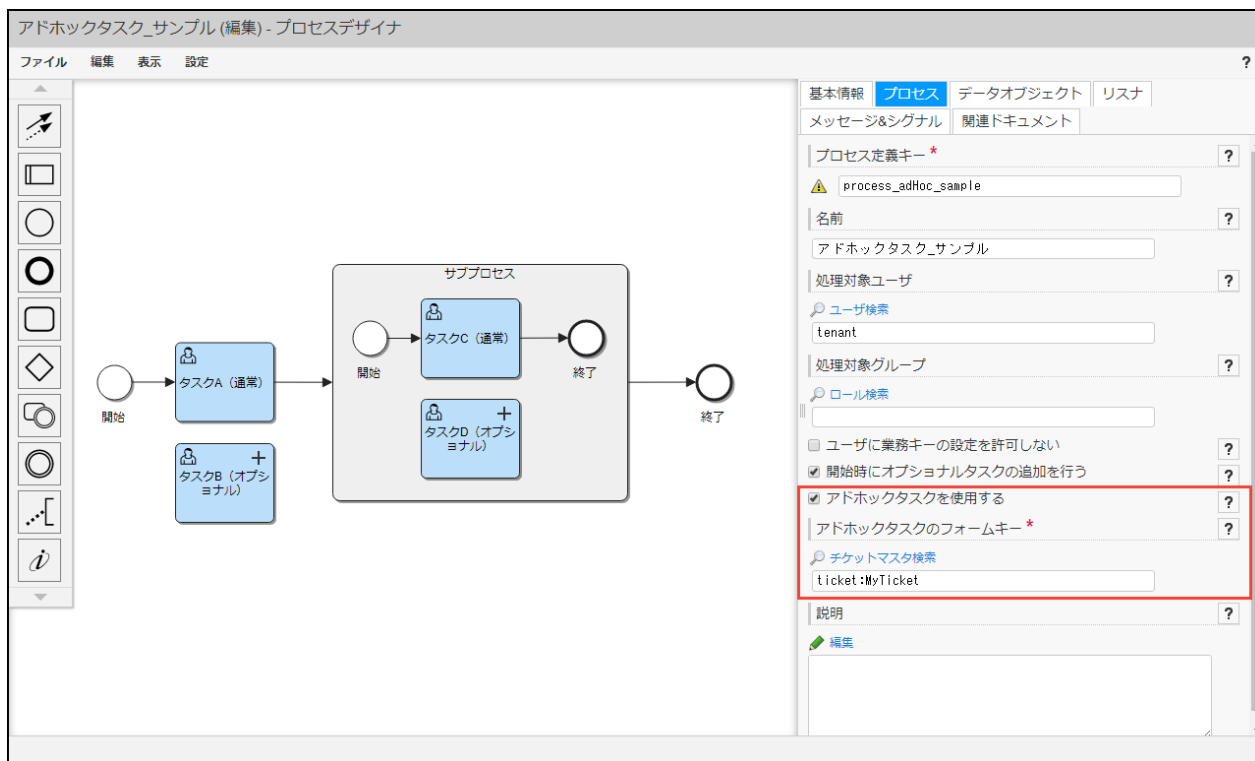 アドホックタスク_サンプル (編集) - プロセスデザイナ
ファイル 編集 表示 設定 ?
基本情報 プロセス データオブジェクト リスナ
メッセージ&シグナル 関連ドキュメント
プロセス定義キー * ?
process_adHoc_sample
名前 ?
アドホックタスク_サンプル
処理対象ユーザ ?
ユーザ検索
tenant
処理対象グループ ?
ロール検索
ユーザに業務キーの設定を許可しない ?
開始時にオプショナルタスクの追加を行う ?
アドホックタスクを使用する ?
アドホックタスクのフォームキー * ?
チケットマスタ検索
ticket:MyTicket
説明 ?
編集
開始
タスクA（通常）
タスクB（オプシ
ョナル）
サブプロセス
開始
タスクC（通常）
終了
タスクD（オプシ
ョナル）
終了